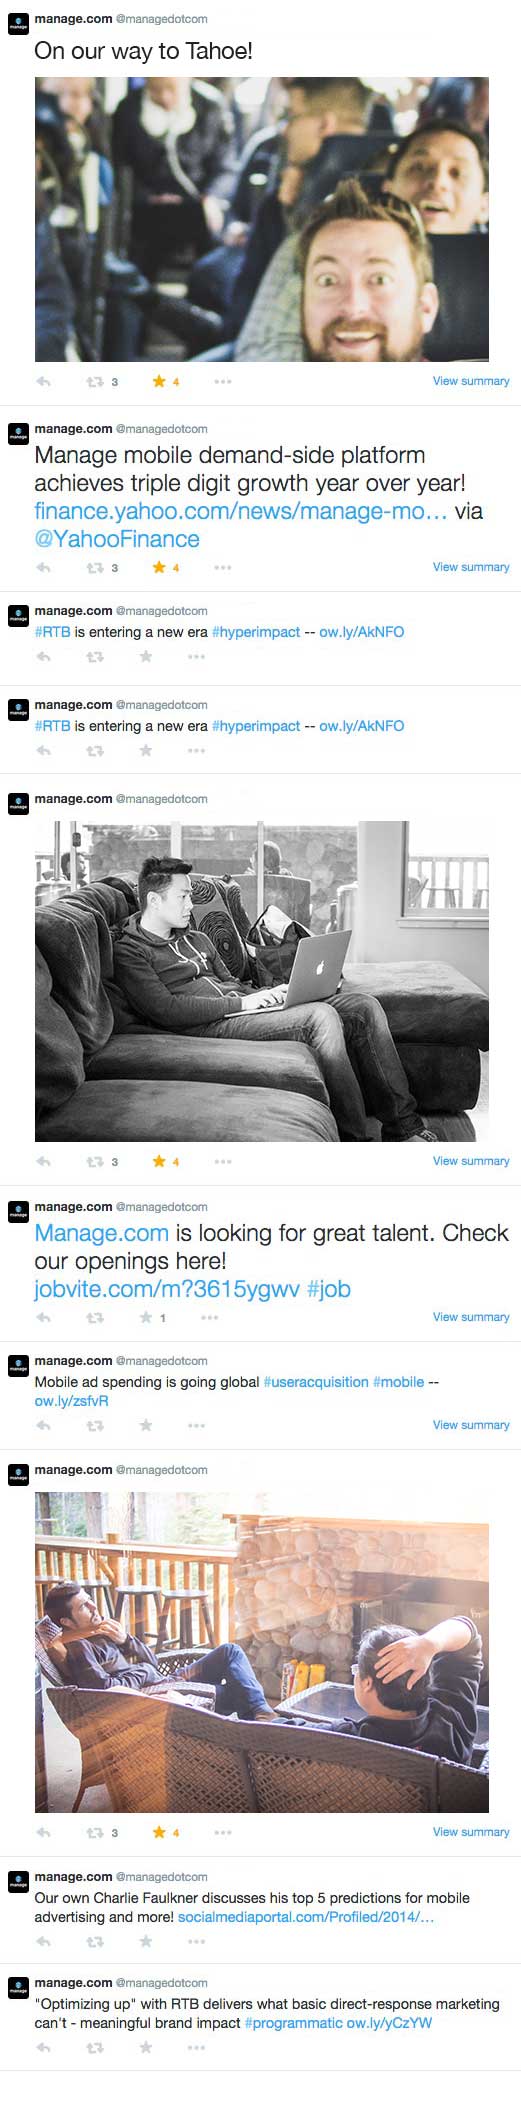 manage.com @managedotcom
On our way to Tahoe!
3 4 View summary
manage.com @managedotcom
Manage mobile demand-side platform
achieves triple digit growth year over year!
finance.yahoo.com/news/manage-mo... via
@YahooFinance
3 4 View summary
manage.com @managedotcom
#RTB is entering a new era #hyperimpact -- ow.ly/AkNFO
manage.com @managedotcom
#RTB is entering a new era #hyperimpact -- ow.ly/AkNFO
manage.com @managedotcom
3 4 View summary
manage.com @managedotcom
Manage.com is looking for great talent. Check
our openings here!
jobvite.com/m?3615ygwv #job
1 View summary
manage.com @managedotcom
Mobile ad spending is going global #useracquisition #mobile --
ow.ly/zsfvR
View summary
manage.com @managedotcom
3 4 View summary
manage.com @managedotcom
Our own Charlie Faulkner discusses his top 5 predictions for mobile
advertising and more! socialmediaportal.com/Profiled/2014/...
manage.com @managedotcom
"Optimizing up" with RTB delivers what basic direct-response marketing
can't - meaningful brand impact #programmatic ow.ly/yCzYW